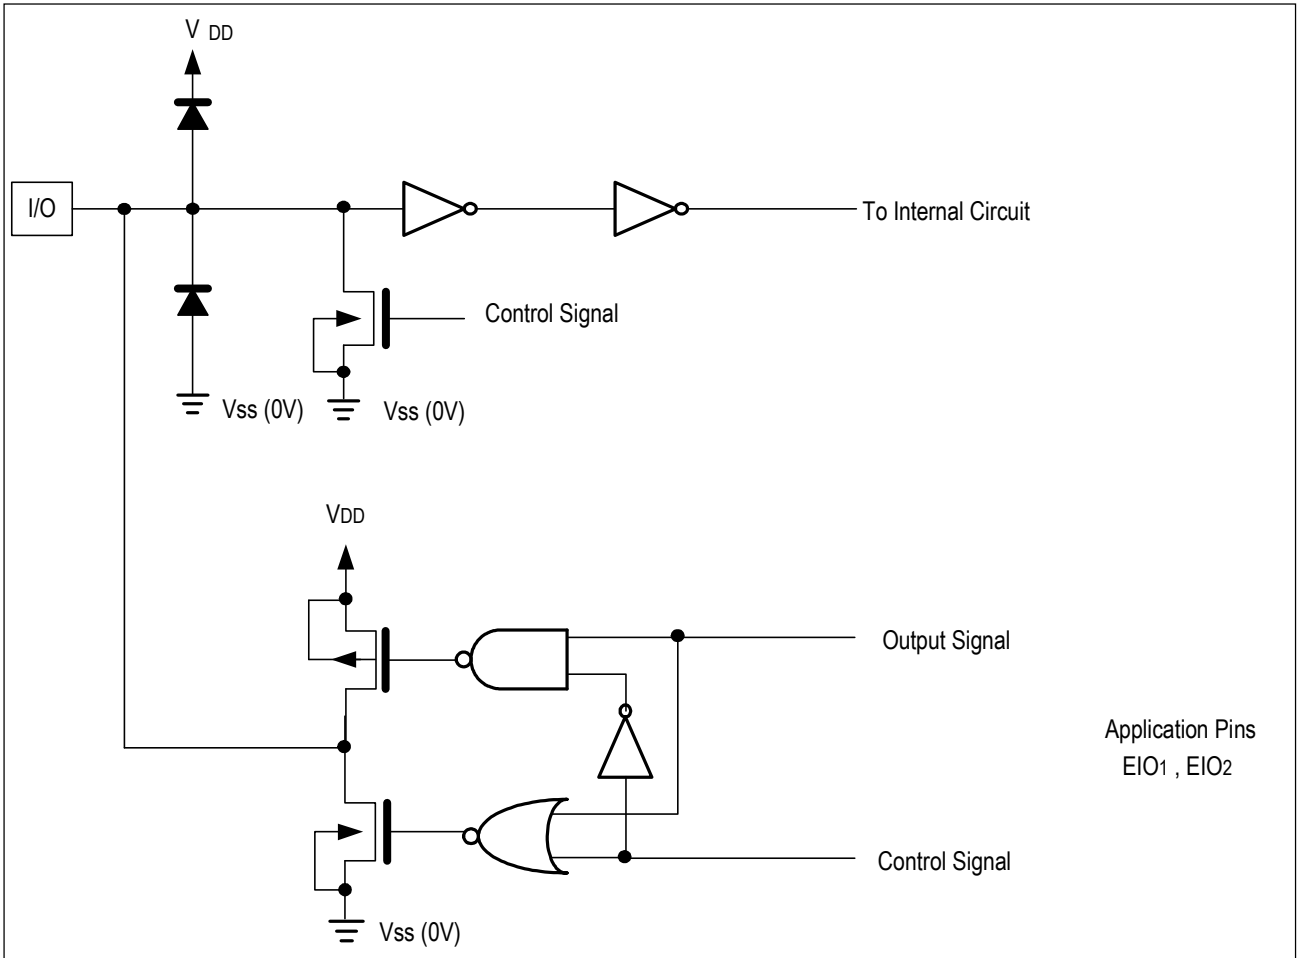 V DD
I/O
To Internal Circuit
Control Signal
Vss (0V)
Vss (0V)
VDD
Output Signal
Application Pins
EIO1 , EIO2
Control Signal
Vss (0V)